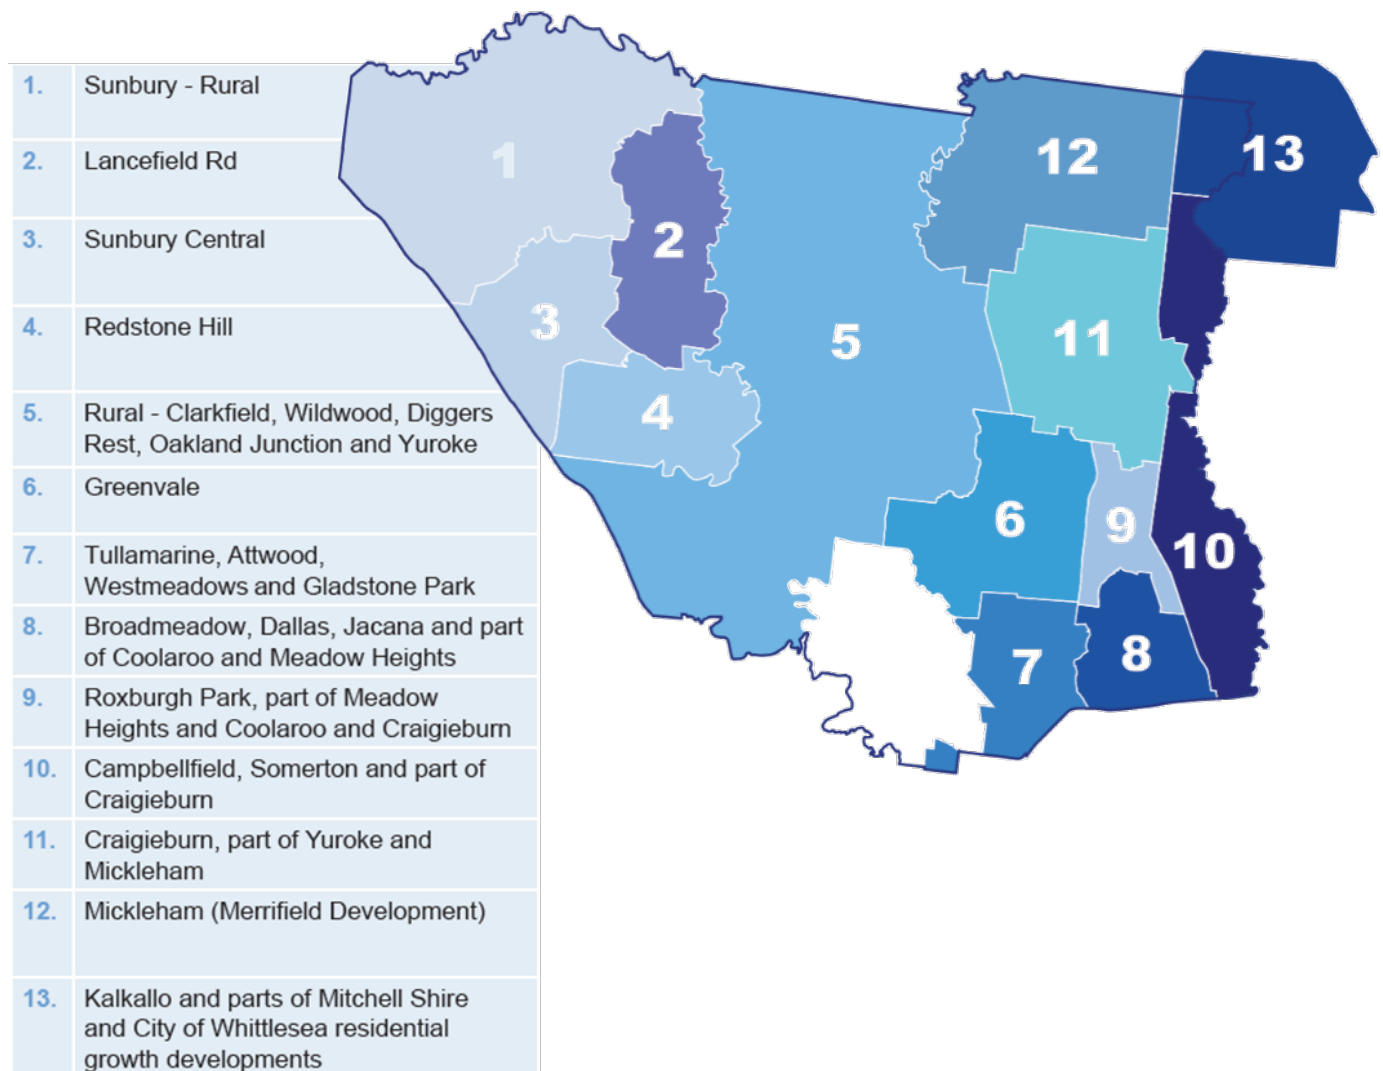 1. Sunbury - Rural
2. Lancefield Rd
3. Sunbury Central
4. Redstone Hill
5. Rural - Clarkfield, Wildwood, Diggers
Rest, Oakland Junction and Yuroke
6. Greenvale
7. Tullamarine, Attwood,
Westmeadows and Gladstone Park
8. Broadmeadow, Dallas, Jacana and part
of Coolaroo and Meadow Heights
9. Roxburgh Park, part of Meadow
Heights and Coolaroo and Craigieburn
10. Campbellfield, Somerton and part of
Craigieburn
11. Craigieburn, part of Yuroke and
Mickleham
12. Mickleham (Merrifield Development)
13. Kalkallo and parts of Mitchell Shire
and City of Whittlesea residential
growth developments
1
2
3
4
5
6
7
8
9
10
11
12
13